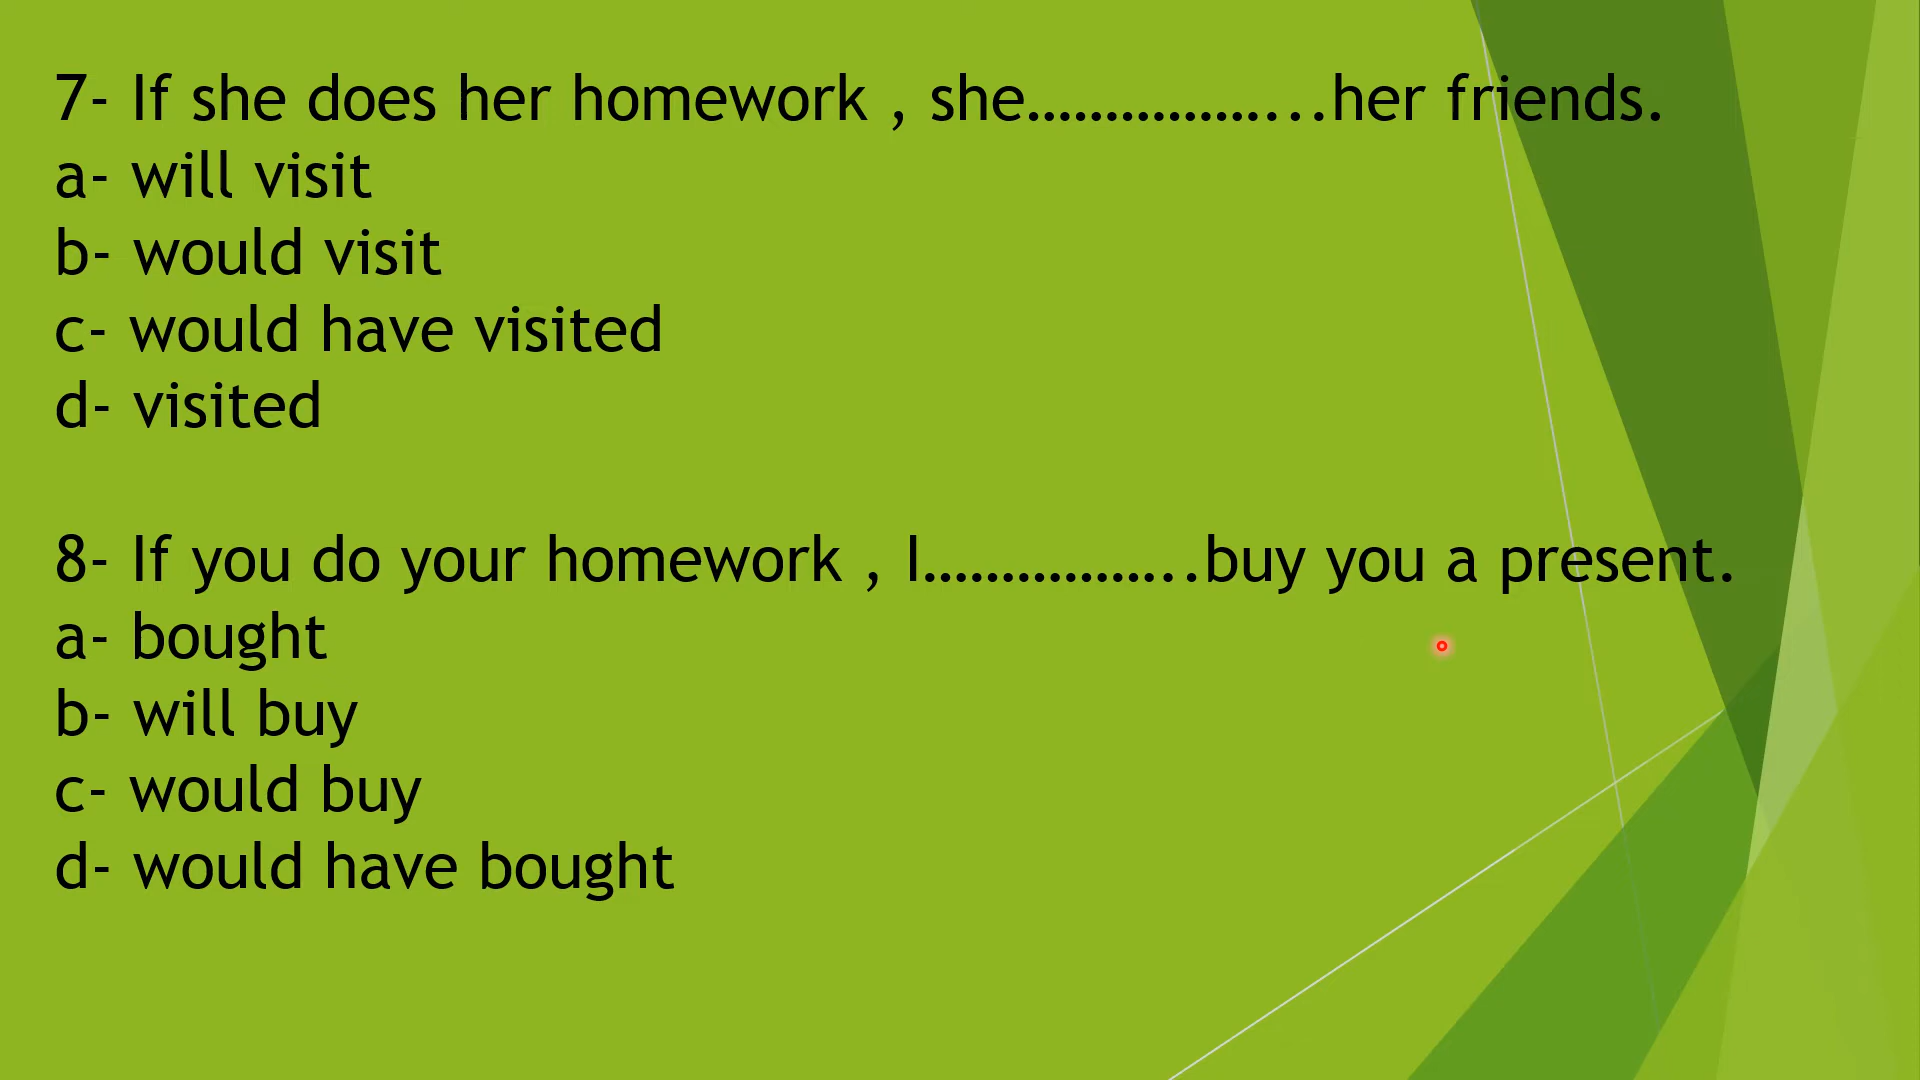 7- If she does her homework , she……………...her friends.
a- will visit
b- would visit
c- would have visited
d- visited
8- If you do your homework , I……………..buy you a present.
a- bought
b- will buy
c- would buy
d- would have bought